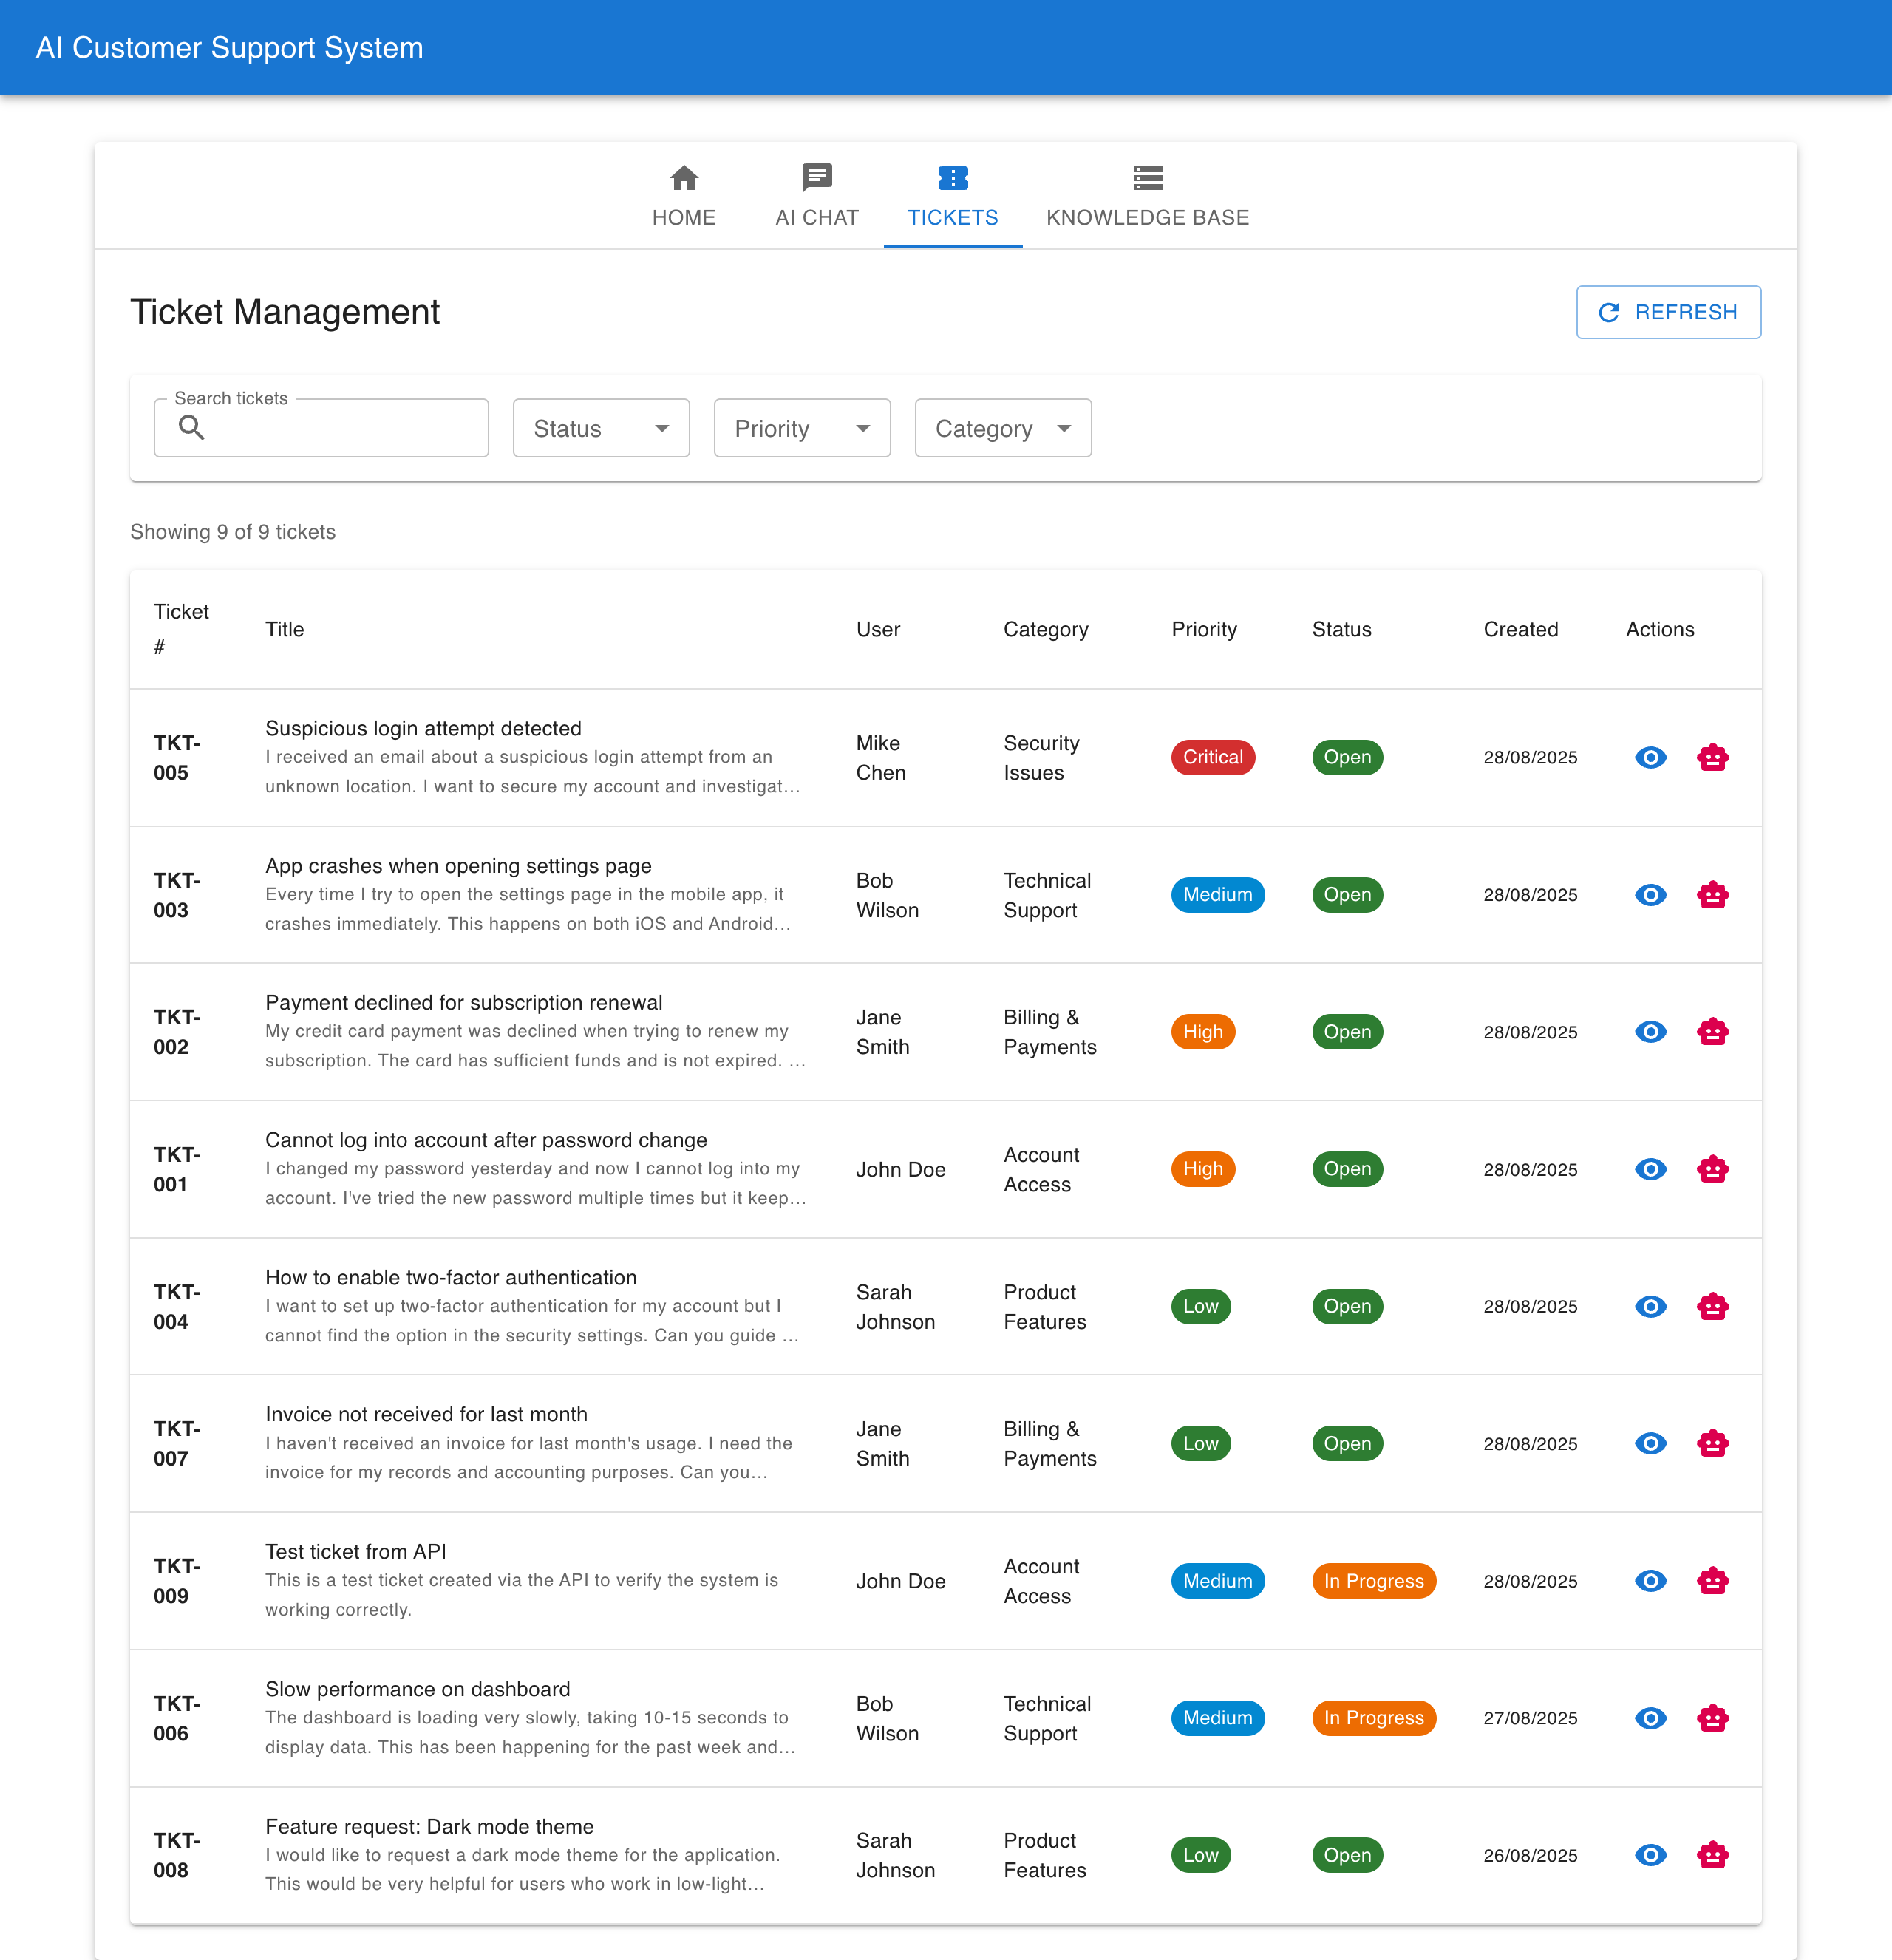 AI Customer Support System
HOME
AI CHAT
TICKETS
KNOWLEDGE BASE
Ticket Management
REFRESH
Search tickets
Status
Priority
Category
Showing 9 of 9 tickets
Ticket
#
Title
User
Category
Priority
Status
Created
Actions
TKT-
005
Suspicious login attempt detected
I received an email about a suspicious login attempt from an
unknown location. I want to secure my account and investigat...
Mike
Chen
Security
Issues
Critical
Open
28/08/2025
TKT-
003
App crashes when opening settings page
Every time I try to open the settings page in the mobile app, it
crashes immediately. This happens on both iOS and Android...
Bob
Wilson
Technical
Support
Medium
Open
28/08/2025
TKT-
002
Payment declined for subscription renewal
My credit card payment was declined when trying to renew my
subscription. The card has sufficient funds and is not expired. ...
Jane
Smith
Billing &
Payments
High
Open
28/08/2025
TKT-
001
Cannot log into account after password change
I changed my password yesterday and now I cannot log into my
account. I've tried the new password multiple times but it keep...
John Doe
Account
Access
High
Open
28/08/2025
TKT-
004
How to enable two-factor authentication
I want to set up two-factor authentication for my account but I
cannot find the option in the security settings. Can you guide ...
Sarah
Johnson
Product
Features
Low
Open
28/08/2025
TKT-
007
Invoice not received for last month
I haven't received an invoice for last month's usage. I need the
invoice for my records and accounting purposes. Can you...
Jane
Smith
Billing &
Payments
Low
Open
28/08/2025
TKT-
009
Test ticket from API
This is a test ticket created via the API to verify the system is
working correctly.
John Doe
Account
Access
Medium
In Progress
28/08/2025
TKT-
006
Slow performance on dashboard
The dashboard is loading very slowly, taking 10-15 seconds to
display data. This has been happening for the past week and...
Bob
Wilson
Technical
Support
Medium
In Progress
27/08/2025
TKT-
008
Feature request: Dark mode theme
I would like to request a dark mode theme for the application.
This would be very helpful for users who work in low-light...
Sarah
Johnson
Product
Features
Low
Open
26/08/2025